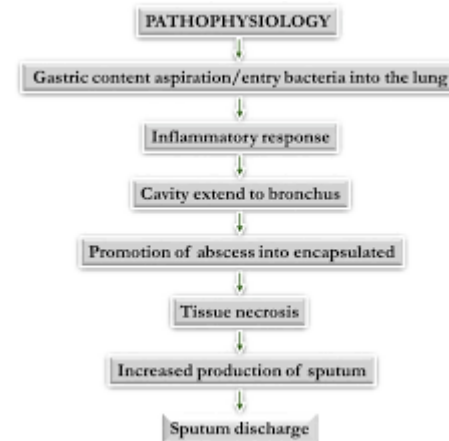 PATHOPHYSIOLOGY
Gastric content aspiration/entry bacteria into the lung
Inflammatory response
Cavity extend to bronchus
Promotion of abscess into encapsulated
Tissue necrosis
Increased production of sputum
Sputum discharge